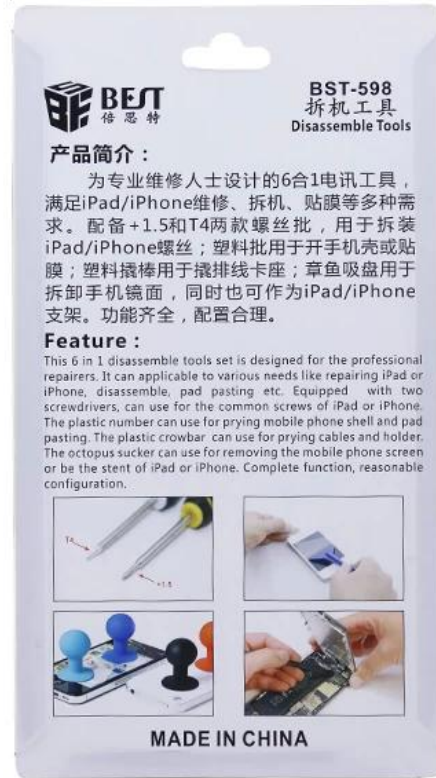 BEST
倍思特
BST-598
拆机工具
Disassemble Tools
产品简介：
为专业维修人士设计的6合1电讯工具，
满足iPad/iPhone维修、拆机、贴膜等多种需
求。配备+1.5和T4两款螺丝批，用于拆装
iPad/iPhone螺丝；塑料批用于开手机壳或贴
膜；塑料撬棒用于撬排线卡座；章鱼吸盘用于
拆卸手机镜面，同时也可作为iPad/iPhone
支架。功能齐全，配置合理。
Feature :
This 6 in 1 disassemble tools set is designed for the professional
repairers. It can applicable to various needs like repairing iPad or
iPhone, disassemble, pad pasting etc. Equipped with two
screwdrivers, can use for the common screws of iPad or iPhone.
The plastic number can use for prying mobile phone shell and pad
pasting. The plastic crowbar can use for prying cables and holder.
The octopus sucker can use for removing the mobile phone screen
or be the stent of iPad or iPhone. Complete function, reasonable
configuration.
T4
+1.5
MADE IN CHINA